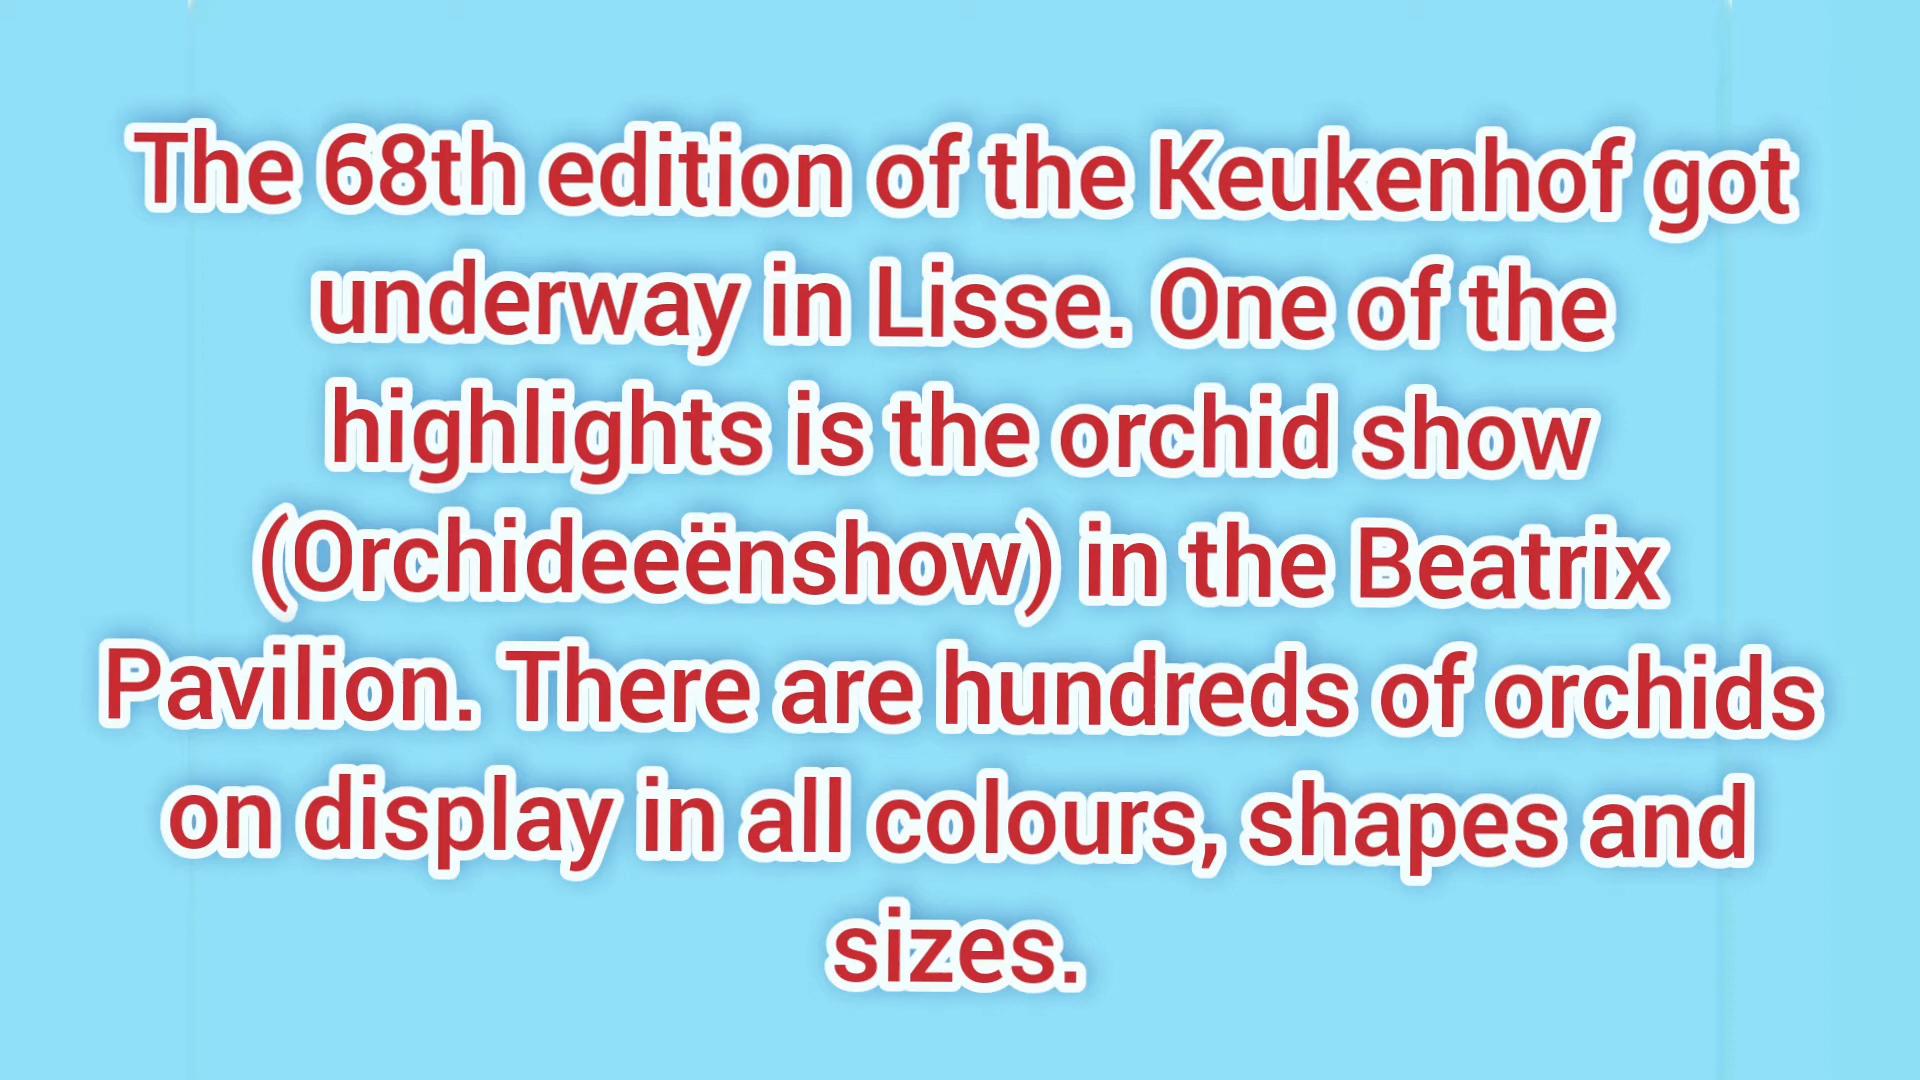 The 68th edition of the Keukenhof got
underway in Lisse. One of the
highlights is the orchid show
(Orchideeënshow) in the Beatrix
Pavilion. There are hundreds of orchids
on display in all colours, shapes and
sizes.